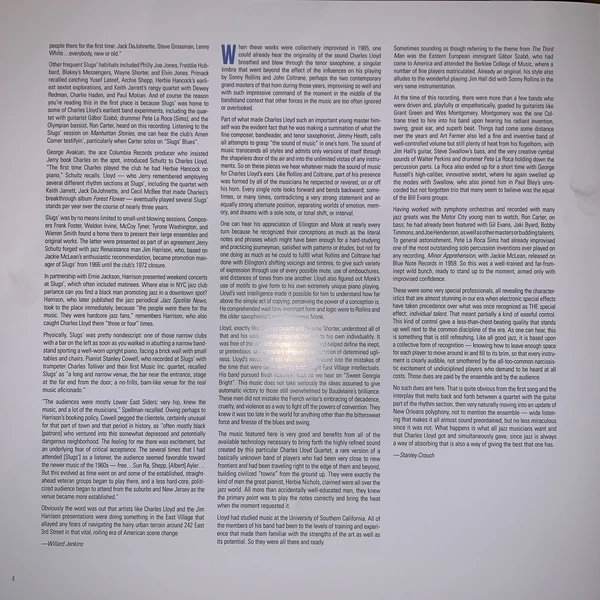 people there for the first time: Jack DeJohnette, Steve Grossman, Lenny
White…everybody, new or old."
Other frequent Slugs' habitués included Philly Joe Jones, Freddie Hub-
bard, Blakey's Messengers, Wayne Shorter, and Elvin Jones. Primack
recalled catching Yusef Lateef, Archie Shepp, Herbie Hancock's earli-
est sextet explorations, and Keith Jarrett's rangy quartet with Dewey
Redman, Charlie Haden, and Paul Motian. And of course the reason
you're reading this in the first place is because Slugs' was home to
some of Charles Lloyd's earliest band experiments, including the quar-
tet with guitarist Gábor Szabó, drummer Pete La Roca (Sims), and the
Olympian bassist, Ron Carter, heard on this recording. Listening to the
Slugs' session on Manhattan Stories, one can hear the club's Amen
Corner testifyin', particularly when Carter solos on "Slugs' Blues".
George Avakian, the ace Columbia Records producer who insisted
Jerry book Charles on the spot, introduced Schultz to Charles Lloyd.
"The first time Charles played the club he had Herbie Hancock on
piano," Schultz recalls. Lloyd — who Jerry remembered employing
several different rhythm sections at Slugs', including the quartet with
Keith Jarrett, Jack DeJohnette, and Cecil McBee that made Charles's
breakthrough album Forest Flower — eventually played several Slugs'
stands per year over the course of nearly three years.
Slugs' was by no means limited to small-unit blowing sessions. Compos-
ers Frank Foster, Weldon Irvine, McCoy Tyner, Tyrone Washington, and
Warren Smith found a home there to present their large ensembles and
original works. The latter were presented as part of an agreement Jerry
Schultz forged with jazz Renaissance man Jim Harrison, who, based on
Jackie McLean's enthusiastic recommendation, became promotion man-
ager of Slugs' from 1966 until the club's 1972 closure.
In partnership with Ernie Jackson, Harrison presented weekend concerts
at Slugs', which often included matinees. Where else in NYC jazz club
parlance can you find a black man promoting jazz in a downtown spot?
Harrison, who later published the jazz periodical Jazz Spotlite News,
took to the place immediately, because "the people were there for the
music. They were hardcore jazz fans," remembers Harrison, who also
caught Charles Lloyd there "three or four" times.
Physically, Slugs' was pretty nondescript: one of those narrow clubs
with a bar on the left as soon as you walked in abutting a narrow band-
stand sporting a well-worn upright piano, facing a brick wall with small
tables and chairs. Pianist Stanley Cowell, who recorded at Slugs' with
trumpeter Charles Tolliver and their first Music Inc. quartet, recalled
Slugs' as "a long and narrow venue, the bar near the entrance, stage
at the far end from the door; a no-frills, bam-like venue for the real
music aficionado."
"The audiences were mostly Lower East Siders: very hip, knew the
music, and a lot of musicians," Spellman recalled. Owing perhaps to
Harrison's booking policy, Cowell pegged the clientele, certainly unusual
for that part of town and that period in history, as "often mostly black
[patrons] who ventured into this somewhat depressed and potentially
dangerous neighborhood. The feeling for me there was excitement, but
an underling fear of critical acceptance. The several times that I had
attended [Slugs'] as a listener, the audience seemed favorable toward
the newer music of the 1960s — free…Sun Ra, Shepp, [Albert] Ayler…
But this evolved as time went on and some of the established, straight-
ahead veteran groups began to play there, and a less hard-core, politi-
cized audience began to attend from the suburbs and New Jersey as the
venue became more established."
Obviously the word was out that artists like Charles Lloyd and the Jim
Harrison presentations were doing something in the East Village that
allayed any fears of navigating the hairy urban terrain around 242 East
3rd Street in that vital, roiling era of American scene change.
—Willard Jenkins
4
When these works were collectively improvised in 1965, one
could already hear the originality of the sound Charles Lloyd
breathed and blew through the tenor saxophone, a singular
timbre that went beyond the effect of the influences on his playing
by Sonny Rollins and John Coltrane, perhaps the two contemporary
grand masters of that horn during those years, improvising so well and
with such impressive command of the moment in the middle of the
bandstand context that other forces in the music are too often ignored
or overlooked.
Part of what made Charles Lloyd such an important young master him-
self was the evident fact that he was making a summation of what the
fine composer, bandleader, and tenor saxophonist, Jimmy Heath, calls
all attempts to grasp "the sound of music" in one's horn. The sound of
music transcends all styles and admits only versions of itself through
the shapeless door of the air and into the unlimited vistas of any instru-
ments. So on these pieces we hear whatever made the sound of music
for Charles Lloyd's ears. Like Rollins and Coltrane, part of his presence
was formed by all of the musicians he respected or revered, on or off
his horn. Every single note looks forward and bends backward; some-
times, or many times, contradicting a very strong statement and an
equally strong alternate position, separating worlds of emotion, mem-
ory, and dreams with a sole note, or tonal shift, or interval.
One can hear his appreciation of Ellington and Monk at nearly every
turn because he recognized their conceptions as much as the literal
notes and phrases which might have been enough for a hard-studying
and practicing journeyman, satisfied with patterns or études, but not for
one doing as much as he could to fulfill what Rollins and Coltrane had
done with Ellington's shifting voicings and timbres, to give such variety
of expression through use of every possible mute, use of embouchures,
and distances of tones from one another. Lloyd also figured out Monk's
use of motifs to give form to his own extremely unique piano playing.
Lloyd's vast intelligence made it possible for him to understand how far
above the simple act of copying, perceiving the power of a conception is.
He comprehended well how important form and logic were to Rollins and
the older saxophonist's Monk.
Lloyd, exactly Wayne Shorter, understood all of
that and his own individuality. It
was free of the helped define the inept,
or pretentious, of determined ugli-
ness. Lloyd's into the mistakes of
the time that were East Village intellectuals.
His band pursued hear on "Sweet Georgia
Bright". This music does not take seriously the ideas assumed to give
automatic victory to those still overwhelmed by Baudelaire's brilliance.
These men did not mistake the French writer's embracing of decadence,
cruelty, and violence as a way to fight off the powers of convention. They
knew it was too late in the world for anything other than the bittersweet
force and finesse of the blues and swing.
The music featured here is very good and benefits from all of the
available technology necessary to bring forth the highly refined sound
created by this particular Charles Lloyd Quartet, a rare version of a
basically unknown band of players who had been very close to new
frontiers and had been traveling right to the edge of them and beyond,
building civilized "towns" from the ground up. They were exactly the
kind of men the great pianist, Herbie Nichols, claimed were all over the
jazz world. All more than accidentally well-educated men, they knew
the primary point was to play the notes correctly and bring the heat
when the moment requested it.
Lloyd had studied music at the University of Southern California. All of
the members of his band had been to the levels of training and experi-
ence that made them familiar with the strengths of the art as well as
its potential. So they were all there and ready.
Sometimes sounding as though referring to the theme from The Third
Man was the Eastern European immigrant Gábor Szabó, who had
come to America and attended the Berklee College of Music, where a
number of fine players matriculated. Already an original, his style also
alludes to the wonderful playing Jim Hall did with Sonny Rollins in the
very same instrumentation.
At the time of this recording, there were more than a few bands who
were driven and, playfully or empathetically, goaded by guitarists like
Grant Green and Wes Montgomery. Montgomery was the one Col-
trane tried to hire into his band upon hearing his radiant invention,
swing, great ear, and superb beat. Things had come some distance
over the years and Art Farmer also led a fine and inventive band of
well-controlled volume but still plenty of heat from his flugelhorn, with
Jim Hall's guitar, Steve Swallow's bass, and the very creative cymbal
sounds of Walter Perkins and drummer Pete La Roca holding down the
percussion parts. La Roca also ended up for a short time with George
Russell's high-caliber, innovative sextet, where he again swelled up
the modes with Swallow, who also joined him in Paul Bley's unre-
corded but not forgotten trio that many seem to believe was the equal
of the Bill Evans groups.
Having worked with symphony orchestras and recorded with many
jazz greats was the Motor City young man to watch, Ron Carter, on
bass; he had already been featured with Gil Evans, Jaki Byard, Bobby
Timmons, and Joe Henderson, as well as other masters or budding talents.
To general astonishment, Pete La Roca Sims had already improvised
one of the most outstanding solo percussion inventions ever played on
any recording, Minor Apprehension, with Jackie McLean, released on
Blue Note Records in 1959. So this was a well-trained and far-from-
inept wild bunch, ready to stand up to the moment, armed only with
improvised confidence.
These were some very special professionals, all revealing the character-
istics that are almost stunning in our era when electronic special effects
have taken precedence over what was once recognized as THE special
effect: individual talent. That meant partially a kind of easeful control.
This kind of control gave a less-than-chest-beating quality that stands
up well next to the common discipline of the era. As one can hear, this
is something that is still refreshing. Like all good jazz, it is based upon
a collective form of recognition — knowing how to leave enough space
for each player to move around in and fill to its brim, so that every instru-
ment is clearly audible, not smothered by the all-too-common narcissis-
tic excitement of undisciplined players who demand to be heard at all
costs. Those dues are paid by the ensemble and by the audience.
No such dues are here. That is quite obvious from the first song and the
interplay that melts back and forth between a quartet with the guitar
part of the rhythm section, then very naturally moving into an update of
New Orleans polyphony, not to mention the ensemble — wide listen-
ing that makes it all almost sound preordained, but no less miraculous
since it was not. What happens is what all jazz musicians want and
that Charles Lloyd got and simultaneously gave, since jazz is always
a way of absorbing that is also a way of giving the best that one has.
—Stanley Crouch